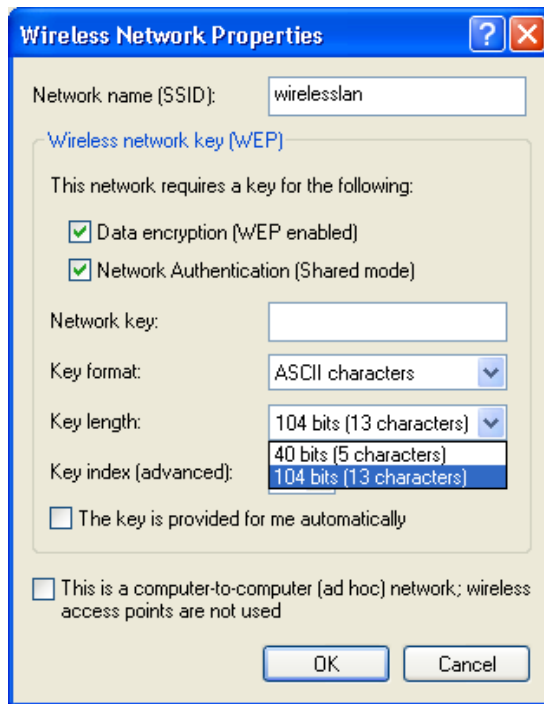 Wireless Network Properties
Network name (SSID): wirelesslan
Wireless network key (WEP)
This network requires a key for the following:
Data encryption (WEP enabled)
Network Authentication (Shared mode)
Network key:
Key format: ASCII characters
Key length: 104 bits (13 characters)
40 bits (5 characters)
104 bits (13 characters)
Key index (advanced):
The key is provided for me automatically
This is a computer-to-computer (ad hoc) network; wireless
access points are not used
OK Cancel